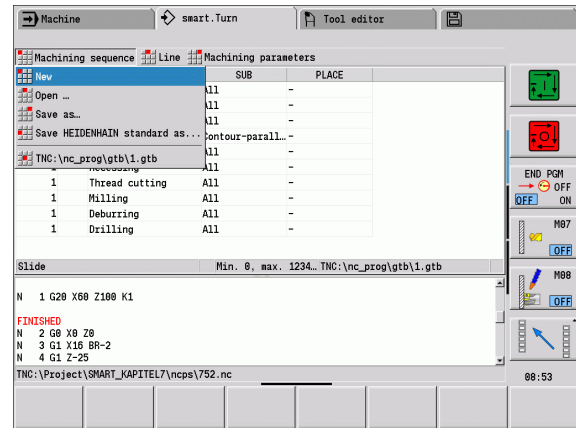 Machine
smart.Turn
Tool editor
Machining sequence Line Machining parameters
SUB PLACE
New
All -
Open …
All
Save as…
All -
Save HEIDENHAIN standard as... Contour-parall… -
All -
TNC:\nc_prog\gtb\1.gtb
All -
1 Thread cutting All -
1 Milling All -
1 Deburring All -
1 Drilling All -
Slide Min. 0, max. 1234… TNC:\nc_prog\gtb\1.gtb
N 1 G20 X60 Z100 K1
FINISHED
N 2 G0 X0 Z0
N 3 G1 X16 BR-2
N 4 G1 Z-25
TNC:\Project\SMART_KAPITEL7\ncps\752.nc
END PGM
OFF
OFF ON
M07
OFF
M08
OFF
08:53